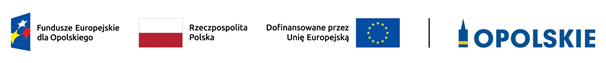 Fundusze Europejskie
dla Opolskiego
Rzeczpospolita
Polska
Dofinansowane przez
Unię Europejską
OPOLSKIE